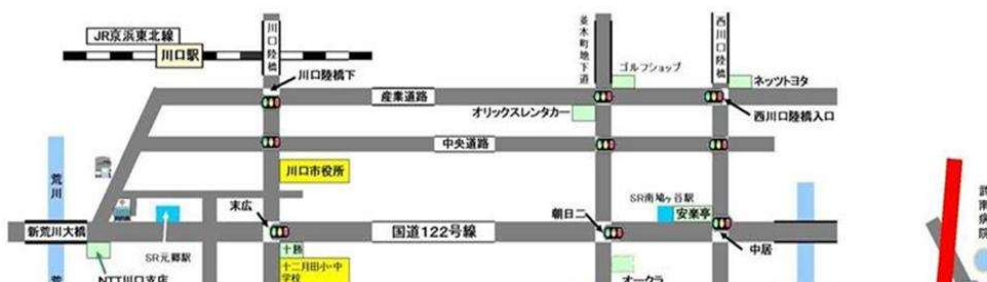 JR京浜東北線
川口駅
川口陸橋
川口陸橋下
並木町地下道
ゴルフショップ
西川口陸橋
ネッツトヨタ
産業道路
オリックスレンタカー
西川口陸橋入口
中央道路
川口市役所
荒川
SR南鳩ヶ谷駅
安楽亭
末広
朝日二
新荒川大橋
国道122号線
中居
SR元郷駅
十勝
十二月田小・中
学校
NTT川口支店
オークラ
荒
武南病院